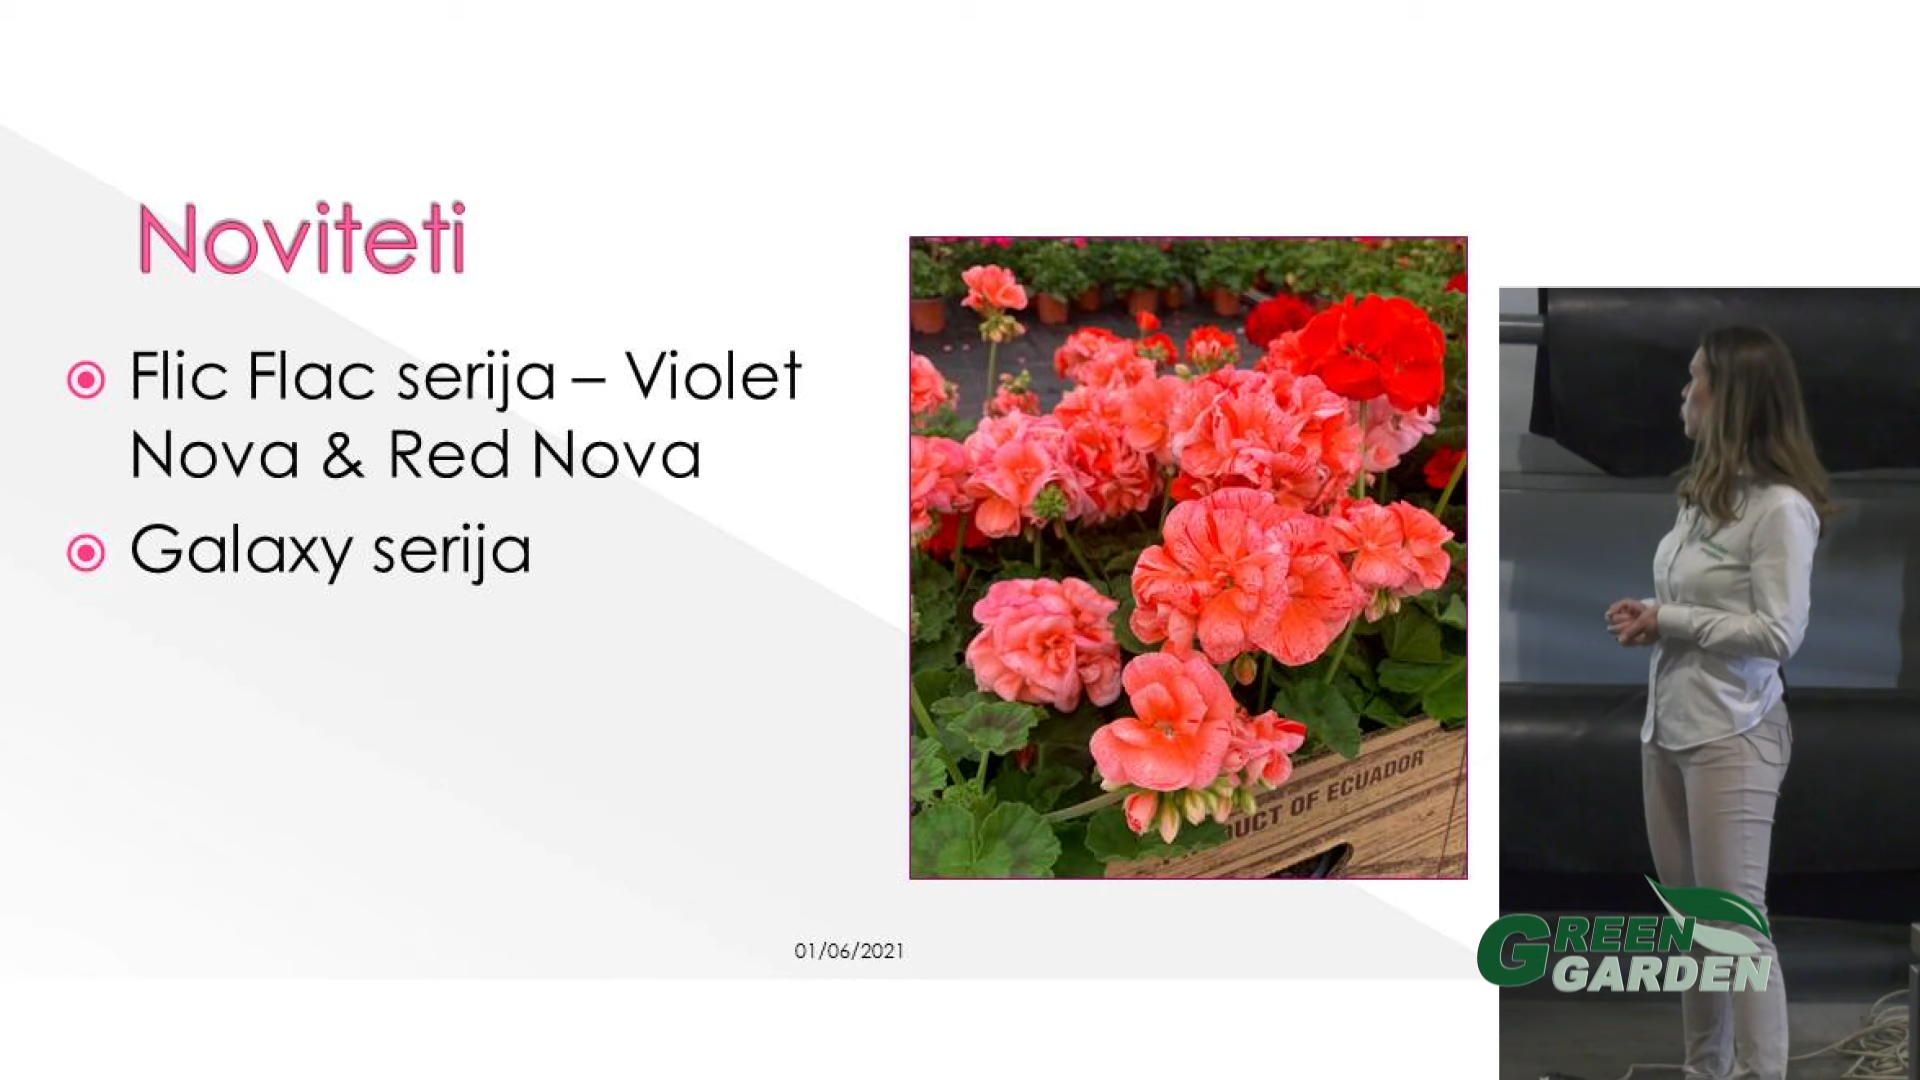 Noviteti
Flic Flac serija – Violet
Nova & Red Nova
Galaxy serija
UCT OF ECUADOR
01/06/2021
GREEN
GARDEN